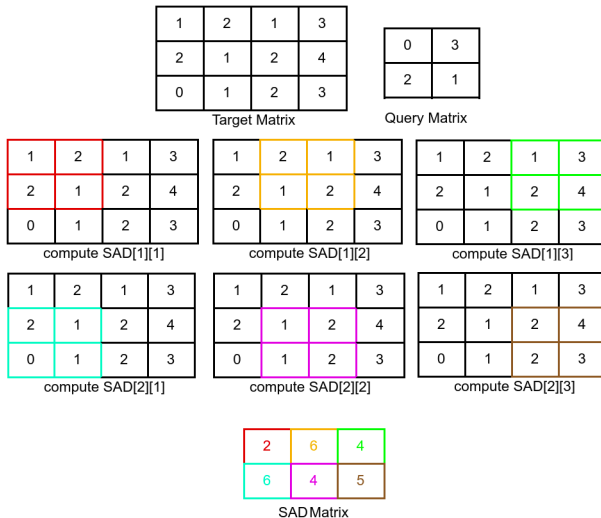 1 2 1 3
2 1 2 4
0 1 2 3
Target Matrix
0 3
2 1
Query Matrix
1 2 1 3
2 1 2 4
0 1 2 3
compute SAD[1][1]
1 2 1 3
2 1 2 4
0 1 2 3
compute SAD[1][2]
1 2 1 3
2 1 2 4
0 1 2 3
compute SAD[1][3]
1 2 1 3
2 1 2 4
0 1 2 3
compute SAD[2][1]
1 2 1 3
2 1 2 4
0 1 2 3
compute SAD[2][2]
1 2 1 3
2 1 2 4
0 1 2 3
compute SAD[2][3]
2 6 4
6 4 5
SAD Matrix